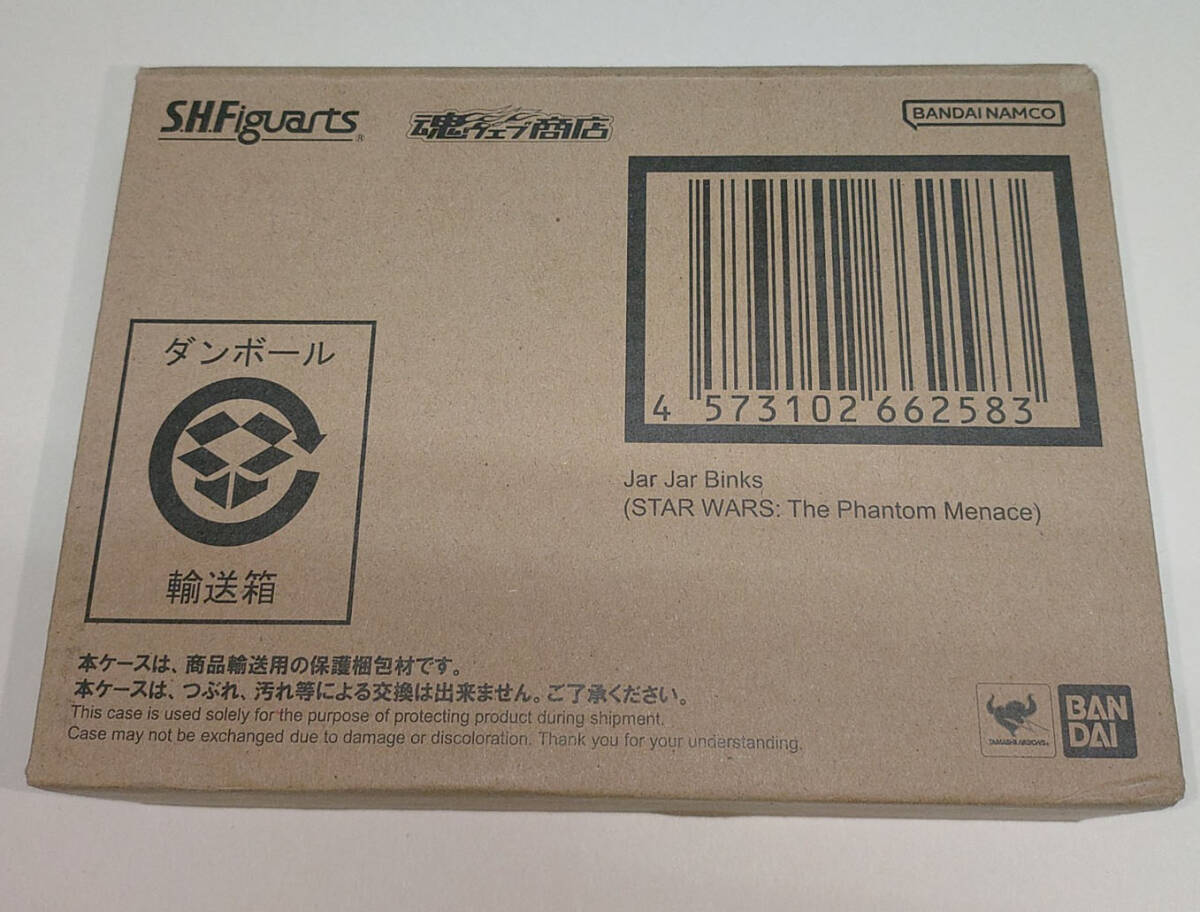 S.H.Figuarts®
魂ウェブ商店
BANDAI NAMCO
4 573102 662583
Jar Jar Binks
(STAR WARS: The Phantom Menace)
ダンボール
輸送箱
本ケースは、商品輸送用の保護梱包材です。
本ケースは、つぶれ、汚れ等による交換は出来ません。ご了承ください。
This case is used solely for the purpose of protecting product during shipment.
Case may not be exchanged due to damage or discoloration. Thank you for your understanding.
TAMASHII NATIONS
BAN
DAI